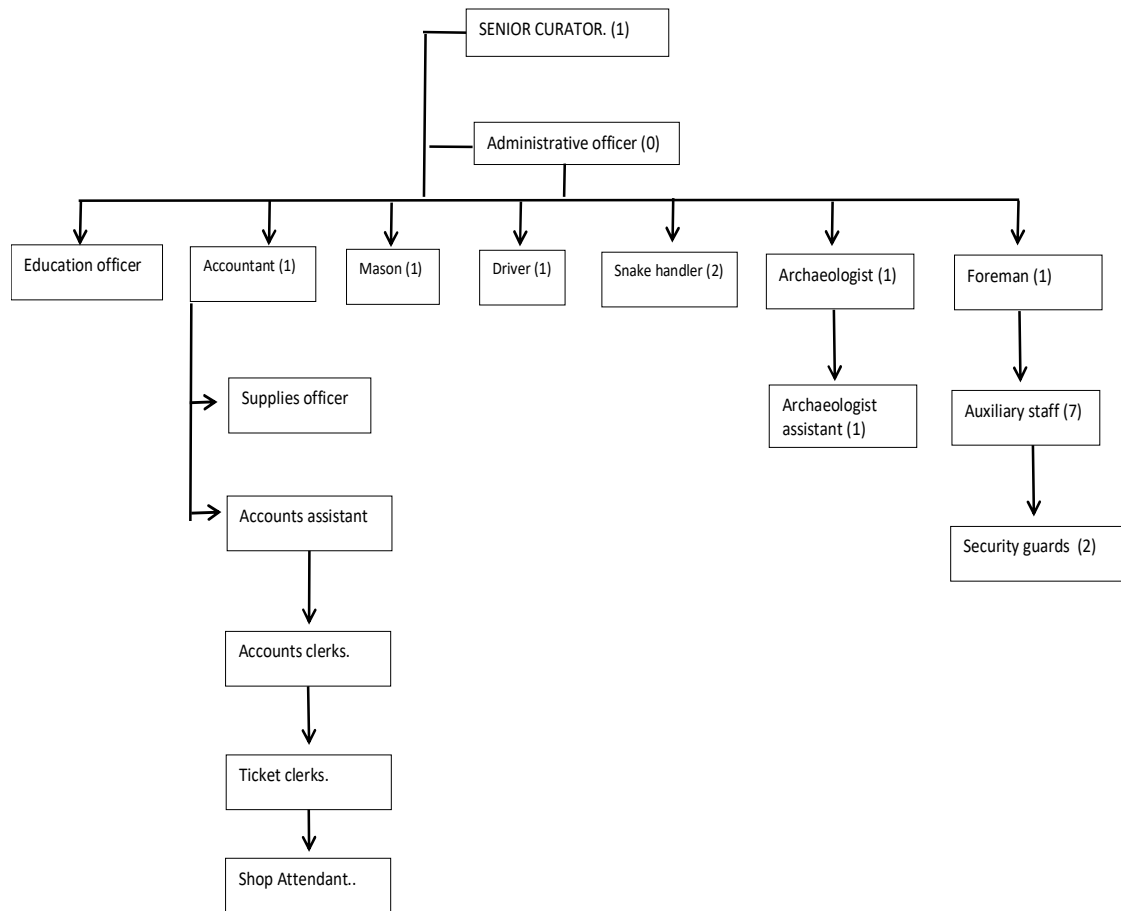 SENIOR CURATOR. (1)
Administrative officer (0)
Education officer
Accountant (1)
Mason (1)
Driver (1)
Snake handler (2)
Archaeologist (1)
Foreman (1)
Supplies officer
Archaeologist
assistant (1)
Auxiliary staff (7)
Accounts assistant
Security guards (2)
Accounts clerks.
Ticket clerks.
Shop Attendant..